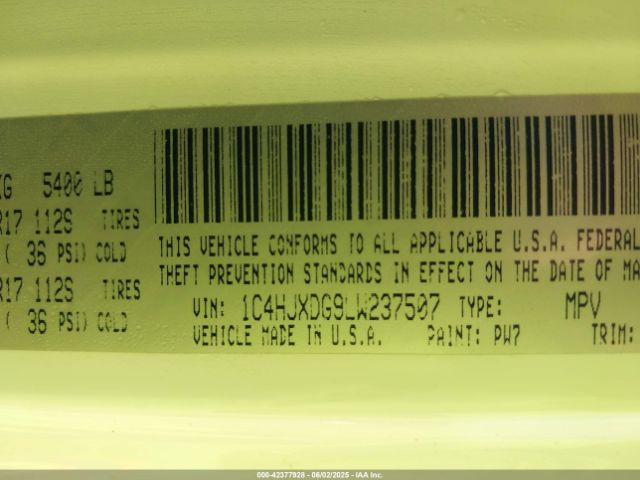 KG 5400 LB
R17 112S TIRES
( 36 PSI) COLD
R17 112S TIRES
( 36 PSI) COLD
THIS VEHICLE CONFORMS TO ALL APPLICABLE U.S.A. FEDERAL
THEFT PREVENTION STANDARDS IN EFFECT ON THE DATE OF MA
VIN: 1C4HJXDG9LW237507 TYPE: MPV
VEHICLE MADE IN U.S.A. PAINT: PW7 TRIM:
000-42377928 - 06/02/2025 - IAA Inc.